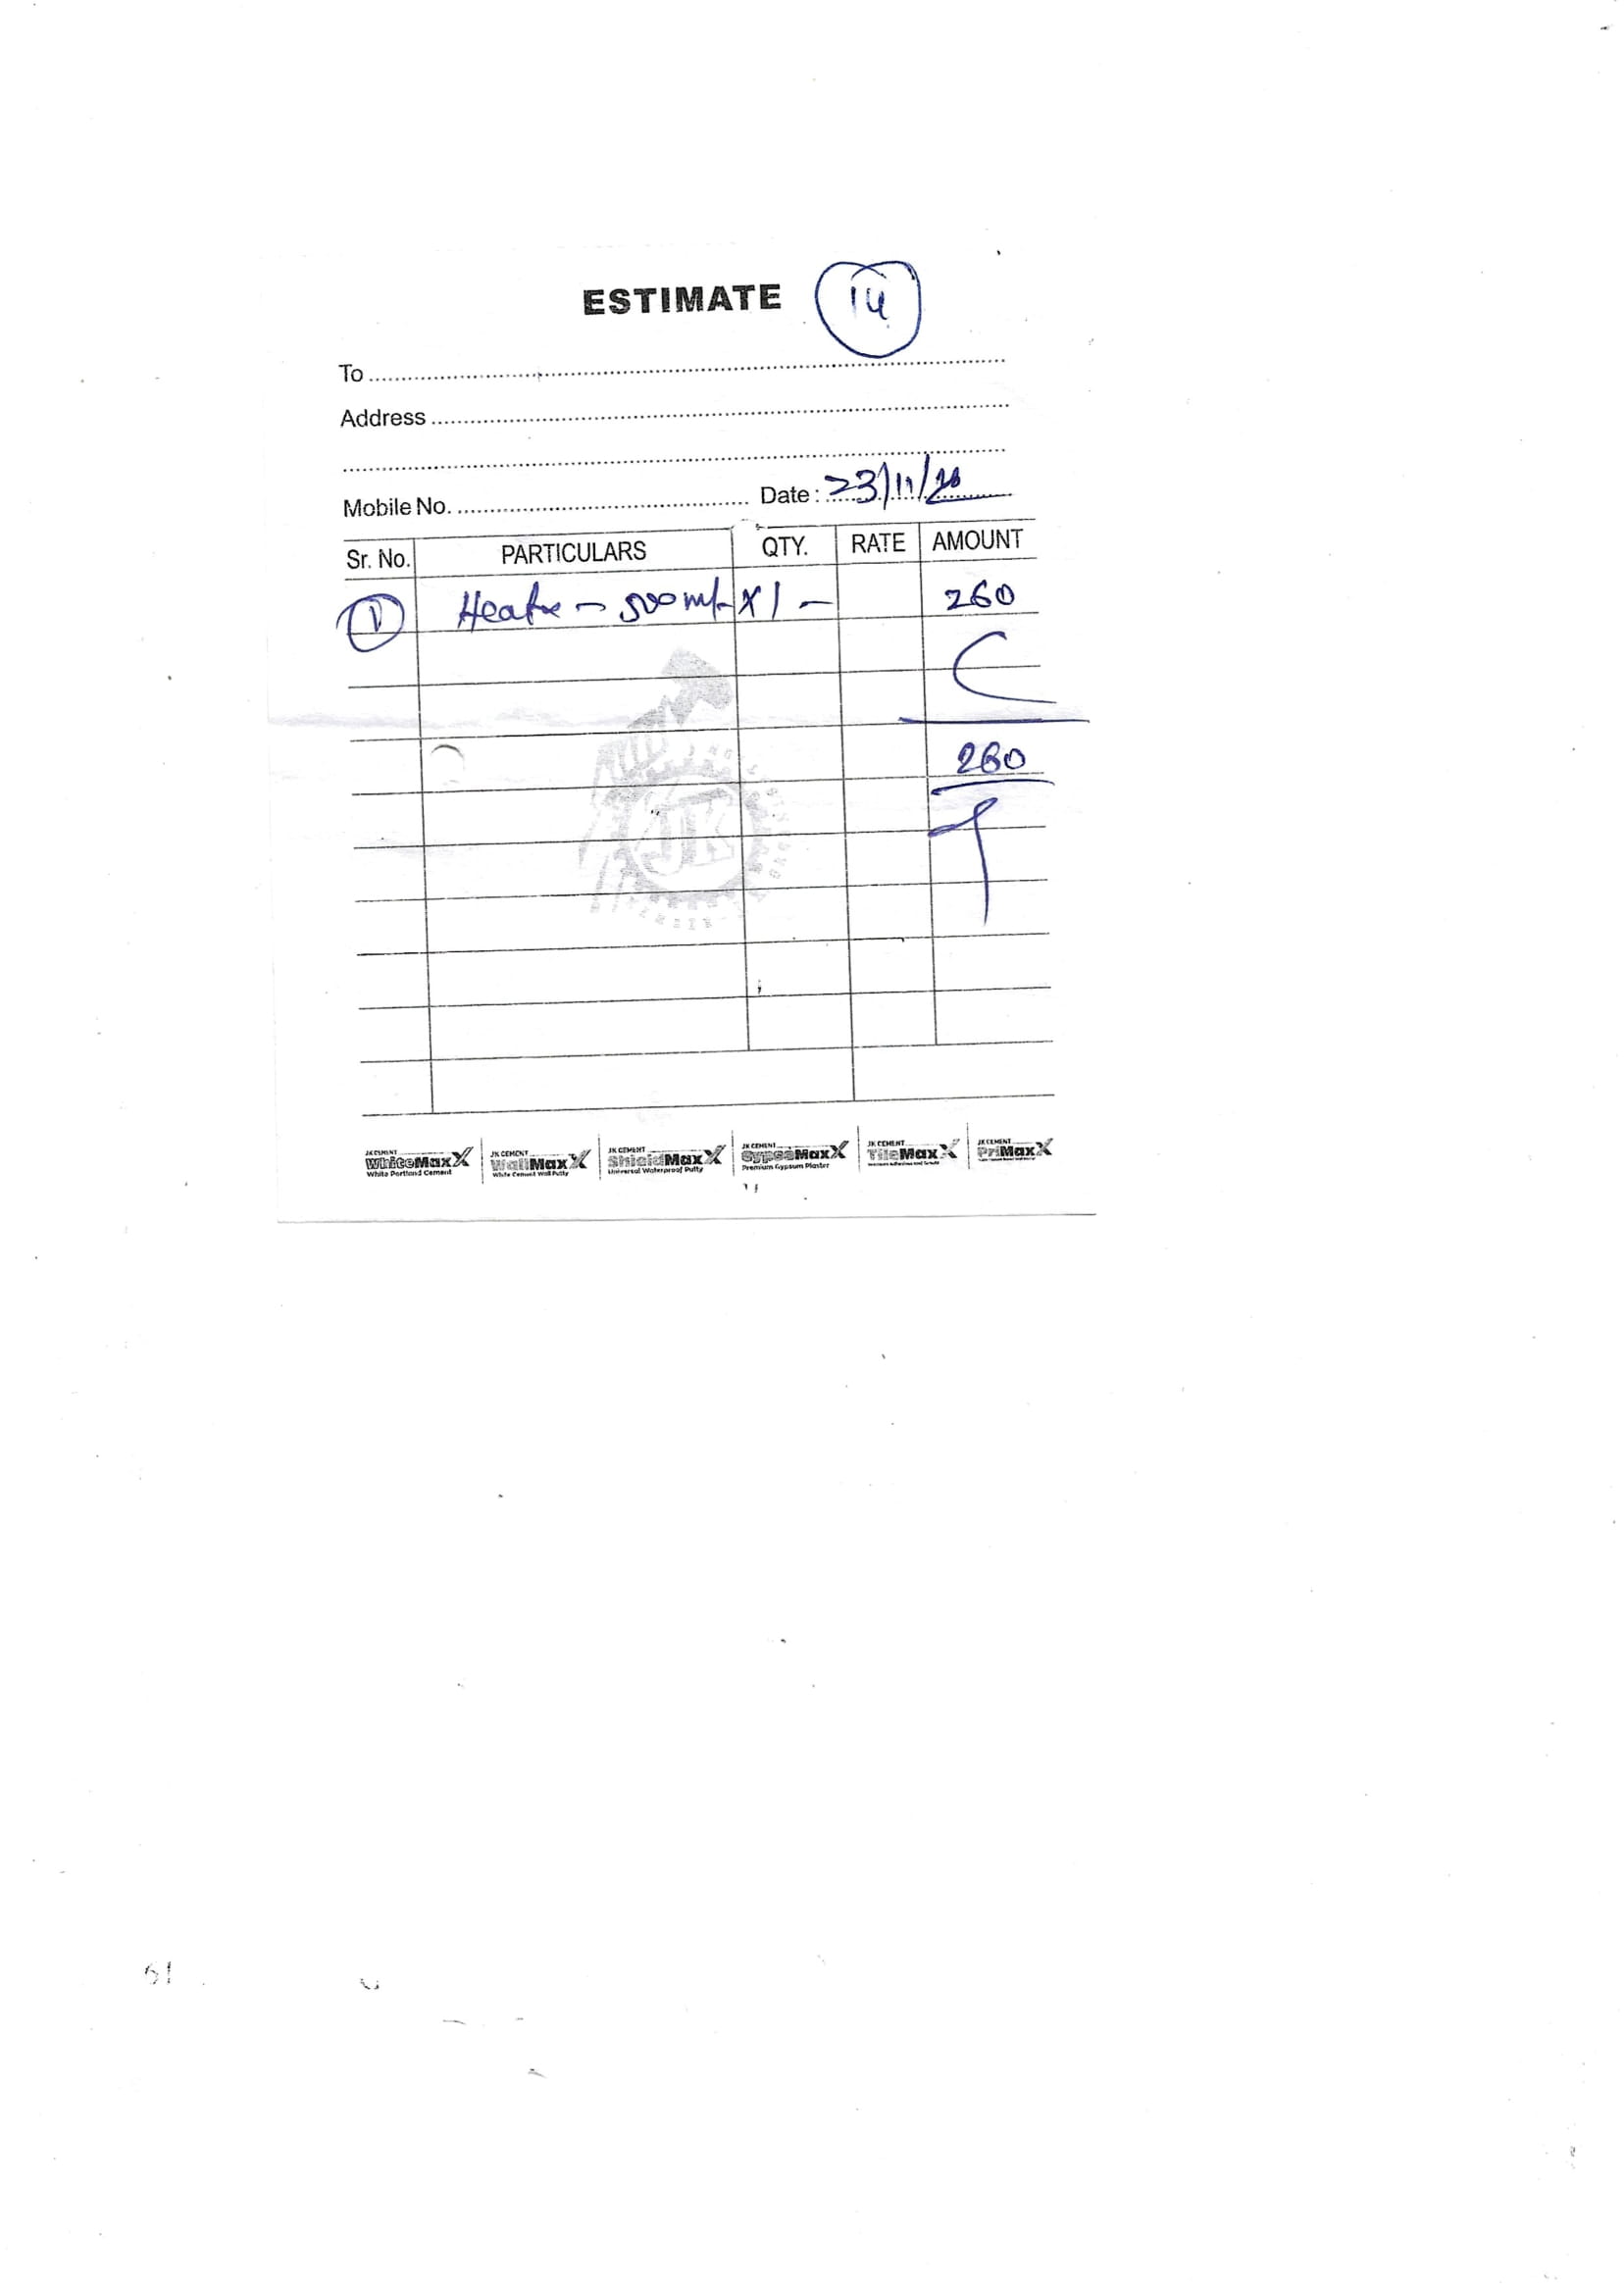 ESTIMATE 14
To
Address
Mobile No. Date : 23/11/20
Sr. No. PARTICULARS QTY. RATE AMOUNT
1 500 ml X 1 - 260
260
JK CEMENT WhiteMaxX White Portland Cement
JK CEMENT WallMaxX White Cement Wall Putty
JK CEMENT ShieldMaxX Universal Waterproof Putty
JK CEMENT GypsoMaxX Premium Gypsum Plaster
JK CEMENT TileMaxX
JK CEMENT PriMaxX